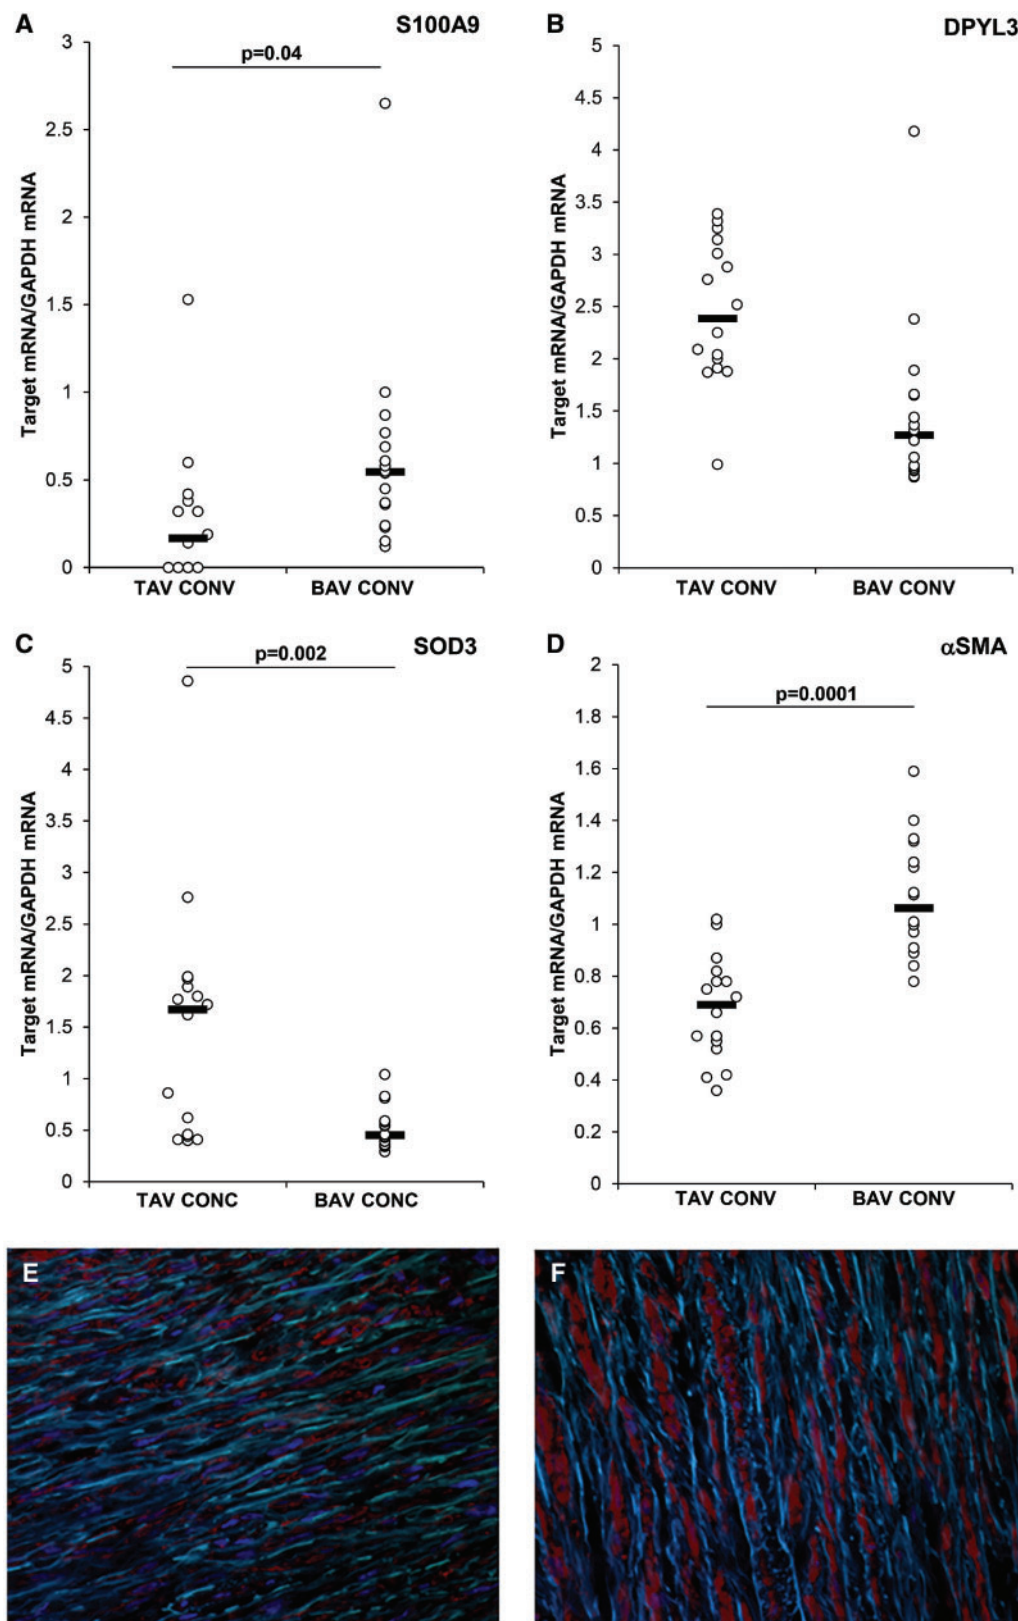 A
S100A9
3
2.5
2
1.5
1
0.5
0
Target mRNA/GAPDH mRNA
p=0.04
TAV CONV
BAV CONV
B
DPYL3
5
4.5
4
3.5
3
2.5
2
1.5
1
0.5
0
Target mRNA/GAPDH mRNA
TAV CONV
BAV CONV
C
SOD3
5
4.5
4
3.5
3
2.5
2
1.5
1
0.5
0
Target mRNA/GAPDH mRNA
p=0.002
TAV CONC
BAV CONC
D
αSMA
2
1.8
1.6
1.4
1.2
1
0.8
0.6
0.4
0.2
0
Target mRNA/GAPDH mRNA
p=0.0001
TAV CONV
BAV CONV
E
F